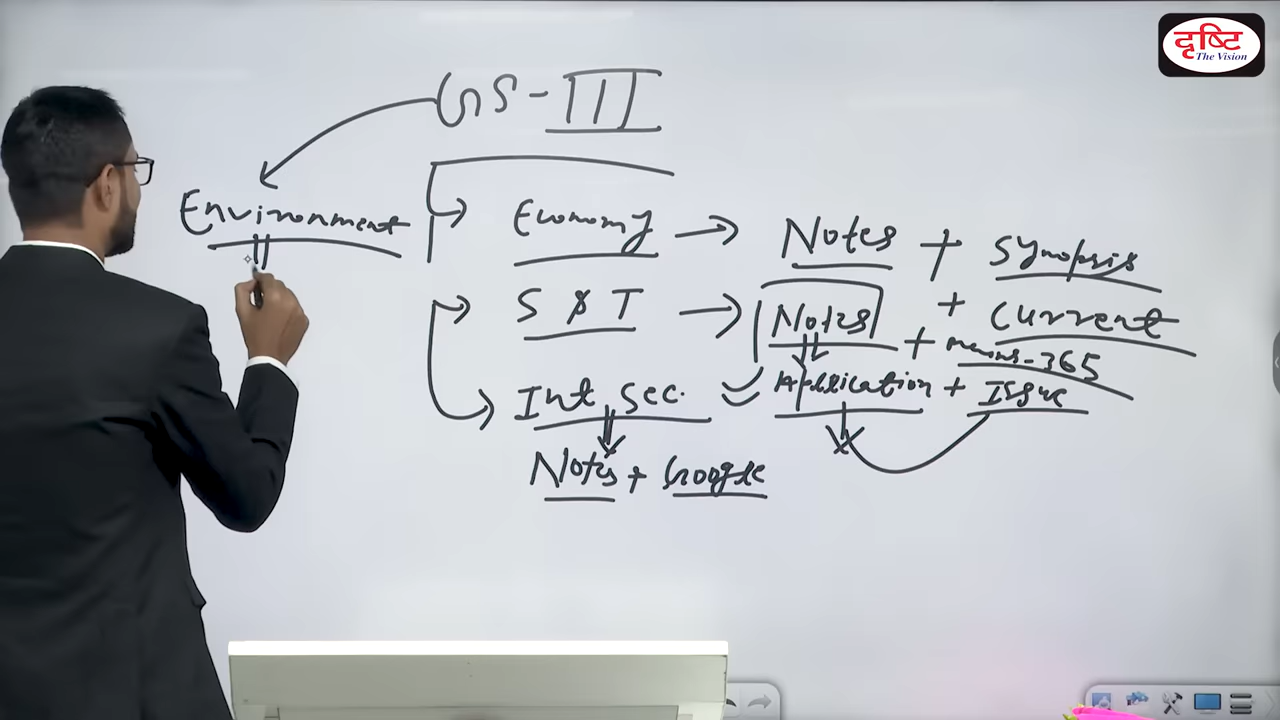 दृष्टि
The Vision
GS-III
Environment
Economy → Notes + Synopsis
+ Current
S & T → Notes + mains-365
Int Sec. Application + Issue
Notes + Google